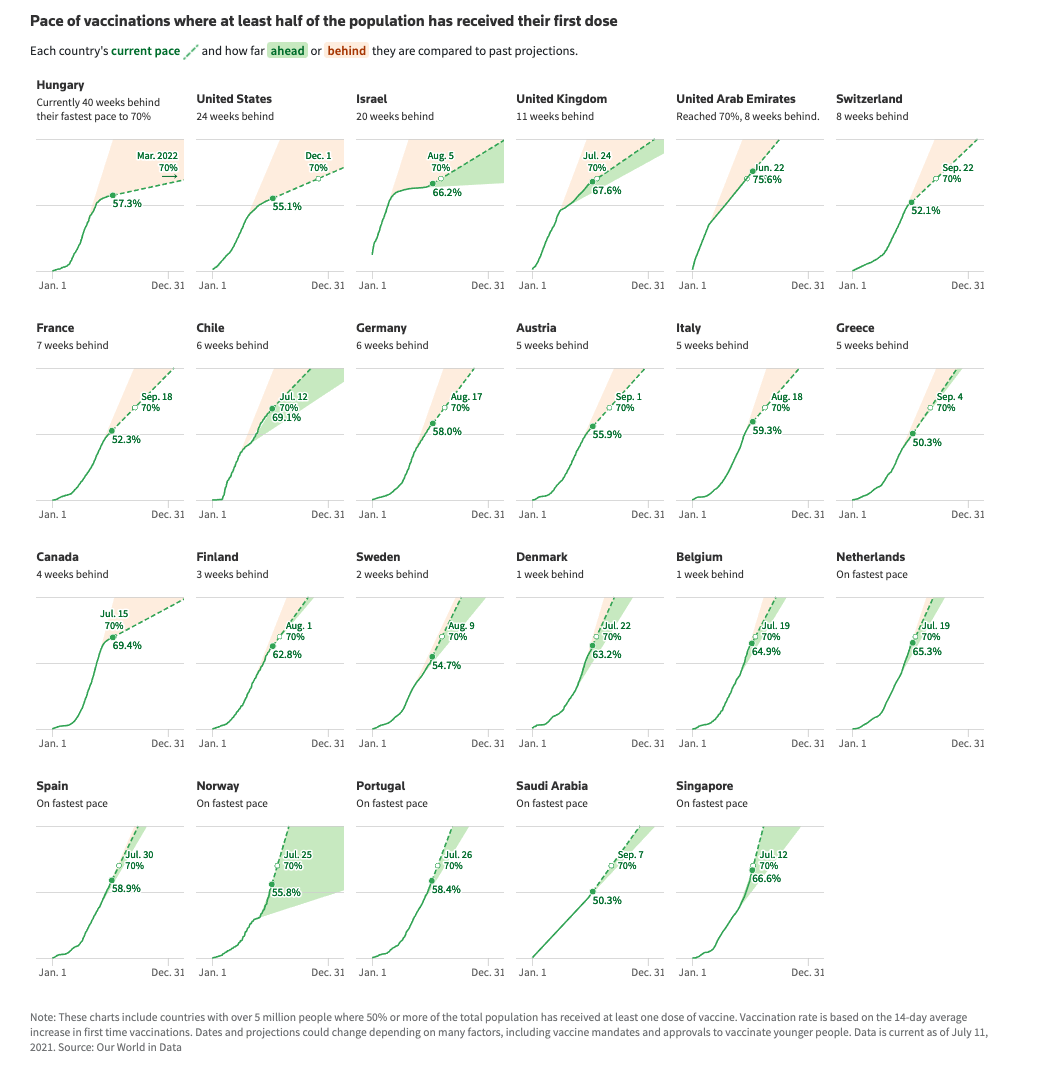 Pace of vaccinations where at least half of the population has received their first dose
Each country's current pace and how far ahead or behind they are compared to past projections.
Hungary
Currently 40 weeks behind
their fastest pace to 70%
Mar. 2022
70%
57.3%
Jan. 1 Dec. 31
United States
24 weeks behind
Dec. 1
70%
55.1%
Jan. 1 Dec. 31
Israel
20 weeks behind
Aug. 5
70%
66.2%
Jan. 1 Dec. 31
United Kingdom
11 weeks behind
Jul. 24
70%
67.6%
Jan. 1 Dec. 31
United Arab Emirates
Reached 70%, 8 weeks behind.
Jun. 22
75.6%
Jan. 1 Dec. 31
Switzerland
8 weeks behind
Sep. 22
70%
52.1%
Jan. 1 Dec. 31
France
7 weeks behind
Sep. 18
70%
52.3%
Jan. 1 Dec. 31
Chile
6 weeks behind
Jul. 12
70%
69.1%
Jan. 1 Dec. 31
Germany
6 weeks behind
Aug. 17
70%
58.0%
Jan. 1 Dec. 31
Austria
5 weeks behind
Sep. 1
70%
55.9%
Jan. 1 Dec. 31
Italy
5 weeks behind
Aug. 18
70%
59.3%
Jan. 1 Dec. 31
Greece
5 weeks behind
Sep. 4
70%
50.3%
Jan. 1 Dec. 31
Canada
4 weeks behind
Jul. 15
70%
69.4%
Jan. 1 Dec. 31
Finland
3 weeks behind
Aug. 1
70%
62.8%
Jan. 1 Dec. 31
Sweden
2 weeks behind
Aug. 9
70%
54.7%
Jan. 1 Dec. 31
Denmark
1 week behind
Jul. 22
70%
63.2%
Jan. 1 Dec. 31
Belgium
1 week behind
Jul. 19
70%
64.9%
Jan. 1 Dec. 31
Netherlands
On fastest pace
Jul. 19
70%
65.3%
Jan. 1 Dec. 31
Spain
On fastest pace
Jul. 30
70%
58.9%
Jan. 1 Dec. 31
Norway
On fastest pace
Jul. 25
70%
55.8%
Jan. 1 Dec. 31
Portugal
On fastest pace
Jul. 26
70%
58.4%
Jan. 1 Dec. 31
Saudi Arabia
On fastest pace
Sep. 7
70%
50.3%
Jan. 1 Dec. 31
Singapore
On fastest pace
Jul. 12
70%
66.6%
Jan. 1 Dec. 31
Note: These charts include countries with over 5 million people where 50% or more of the total population has received at least one dose of vaccine. Vaccination rate is based on the 14-day average
increase in first time vaccinations. Dates and projections could change depending on many factors, including vaccine mandates and approvals to vaccinate younger people. Data is current as of July 11,
2021. Source: Our World in Data